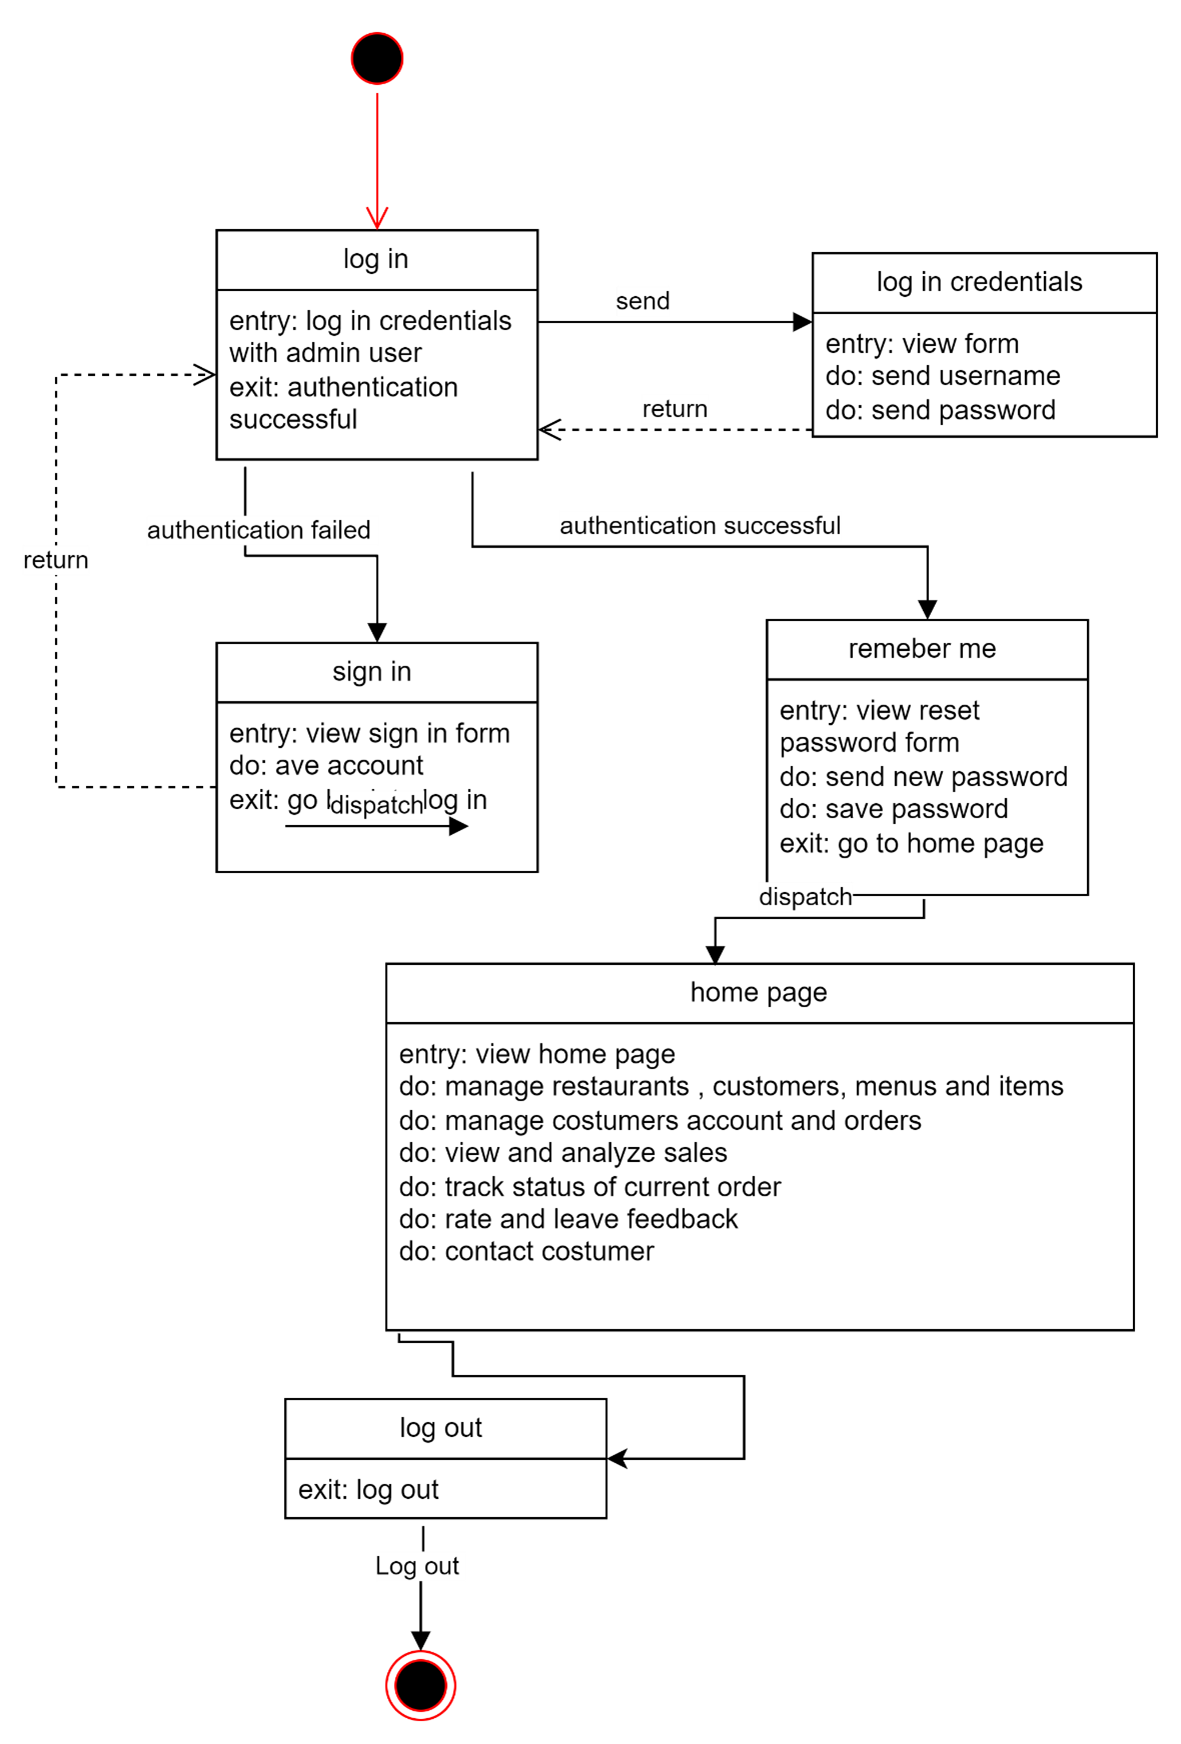 log in
entry: log in credentials
with admin user
exit: authentication
successful
send
log in credentials
entry: view form
do: send username
do: send password
return
authentication failed
authentication successful
return
sign in
entry: view sign in form
do: ave account
exit: go log in
dispatch
remeber me
entry: view reset
password form
do: send new password
do: save password
exit: go to home page
dispatch
home page
entry: view home page
do: manage restaurants , customers, menus and items
do: manage costumers account and orders
do: view and analyze sales
do: track status of current order
do: rate and leave feedback
do: contact costumer
log out
exit: log out
Log out